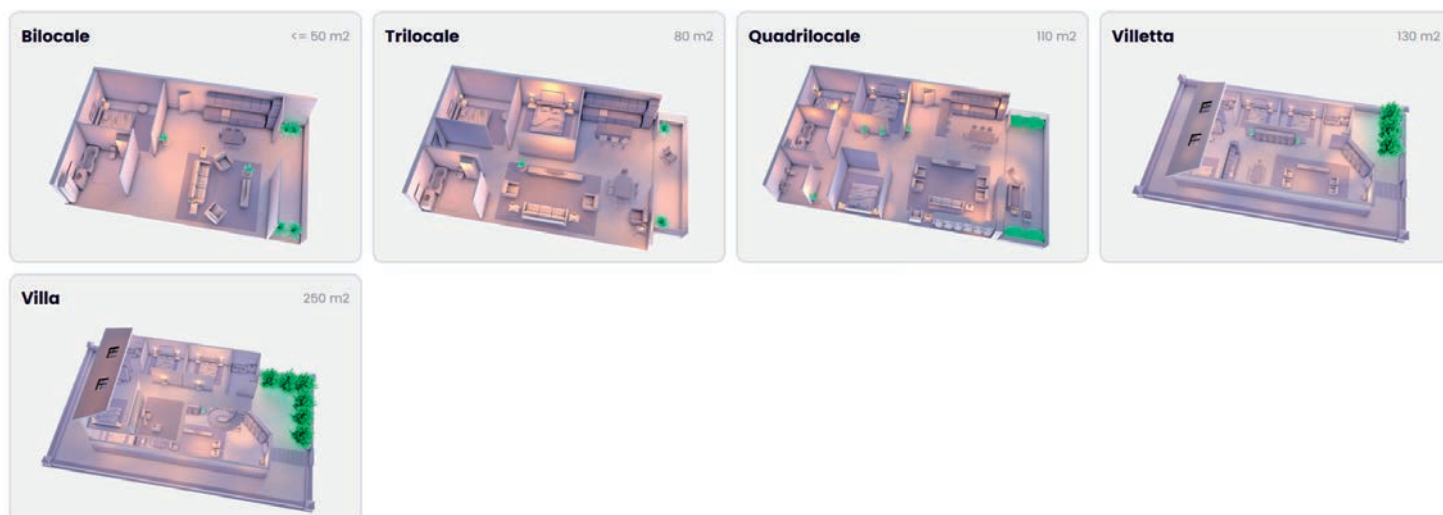 Bilocale <= 50 m2
Trilocale 80 m2
Quadrilocale 110 m2
Villetta 130 m2
Villa 250 m2